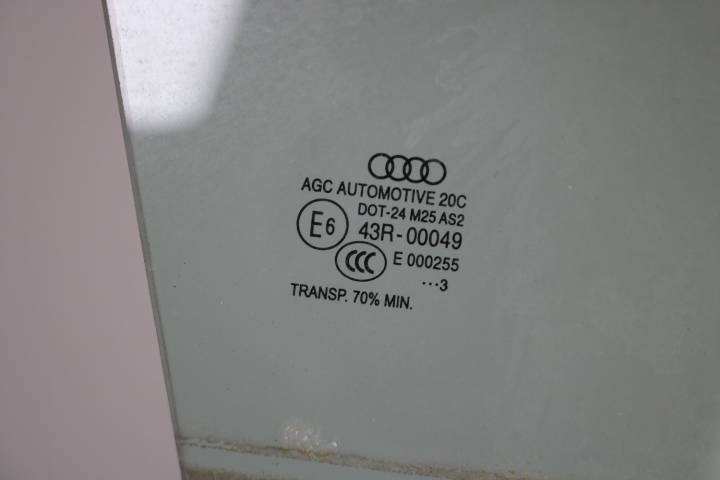 AGC AUTOMOTIVE 20C
DOT-24 M25 AS2
E6 43R-00049
CCC E 000255
...3
TRANSP. 70% MIN.